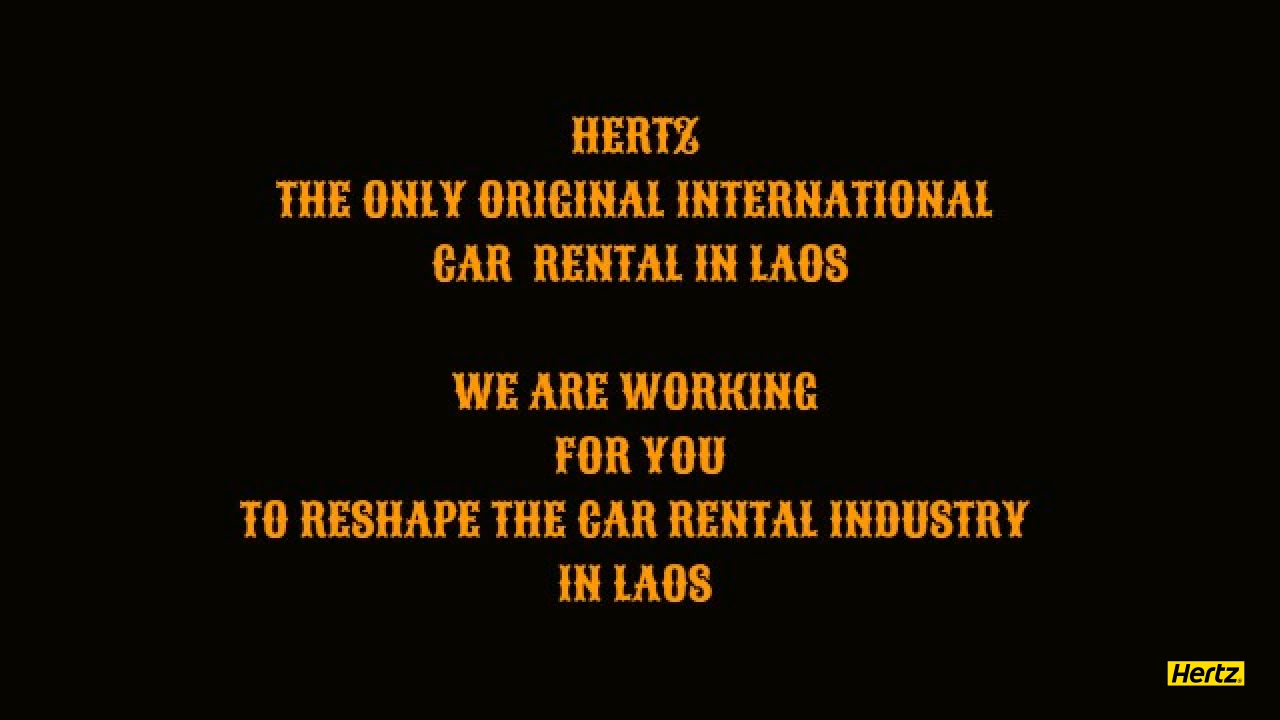 HERTZ
THE ONLY ORIGINAL INTERNATIONAL
CAR RENTAL IN LAOS
WE ARE WORKING
FOR YOU
TO RESHAPE THE CAR RENTAL INDUSTRY
IN LAOS
Hertz